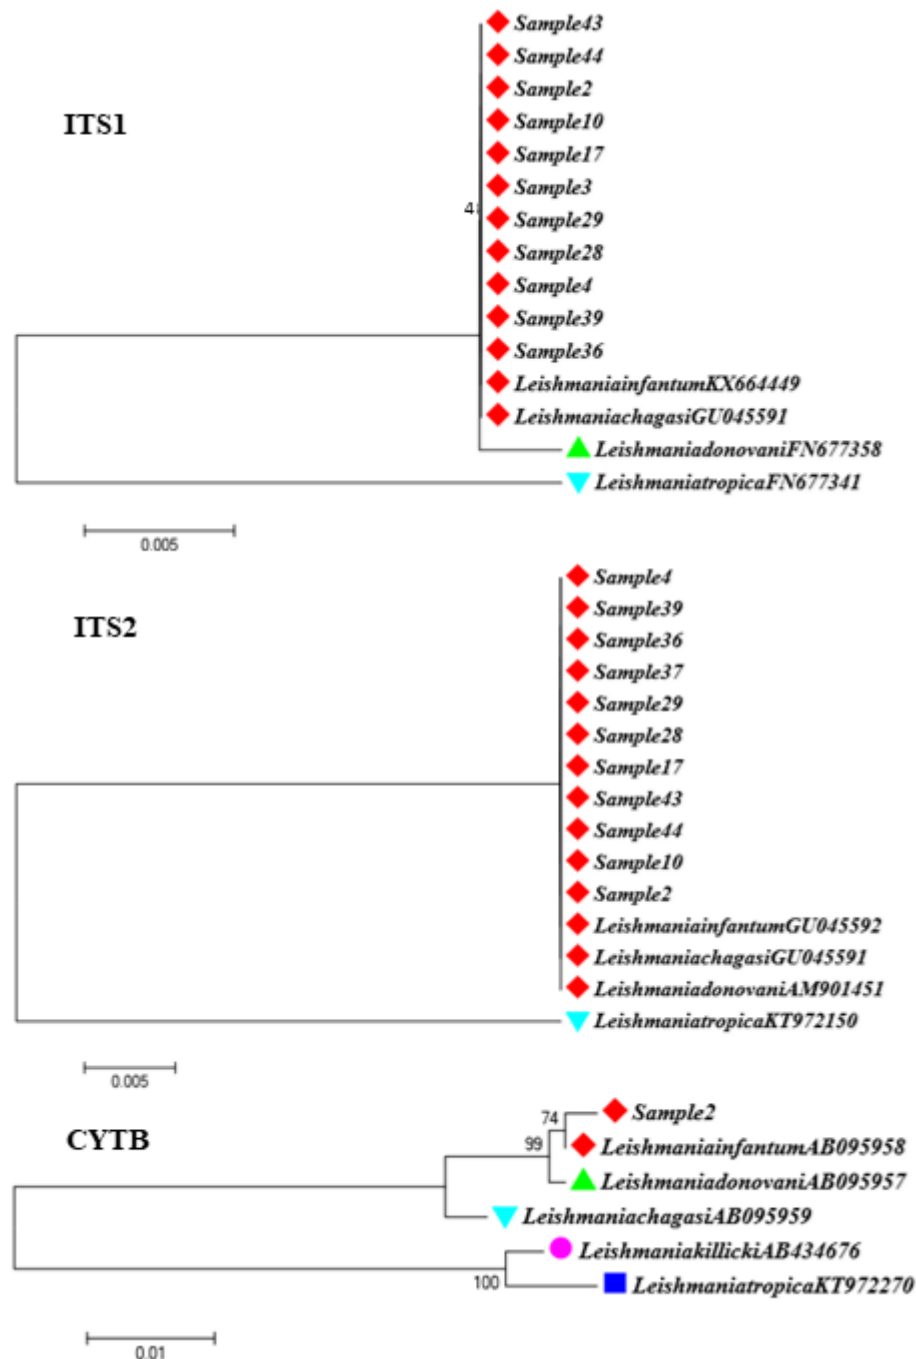 Sample43
Sample44
Sample2
ITS1
Sample10
Sample17
Sample3
Sample29
Sample28
Sample4
Sample39
Sample36
LeishmaniainfantumKX664449
LeishmaniachagasiGU045591
LeishmaniadonovaniFN677358
LeishmaniatropicaFN677341
0.005
Sample4
Sample39
ITS2
Sample36
Sample37
Sample29
Sample28
Sample17
Sample43
Sample44
Sample10
Sample2
LeishmaniainfantumGU045592
LeishmaniachagasiGU045591
LeishmaniadonovaniAM901451
LeishmaniatropicaKT972150
0.005
CYTB
74
Sample2
99
LeishmaniainfantumAB095958
LeishmaniadonovaniAB095957
LeishmaniachagasiAB095959
LeishmaniakillickiAB434676
100
LeishmaniatropicaKT972270
0.01